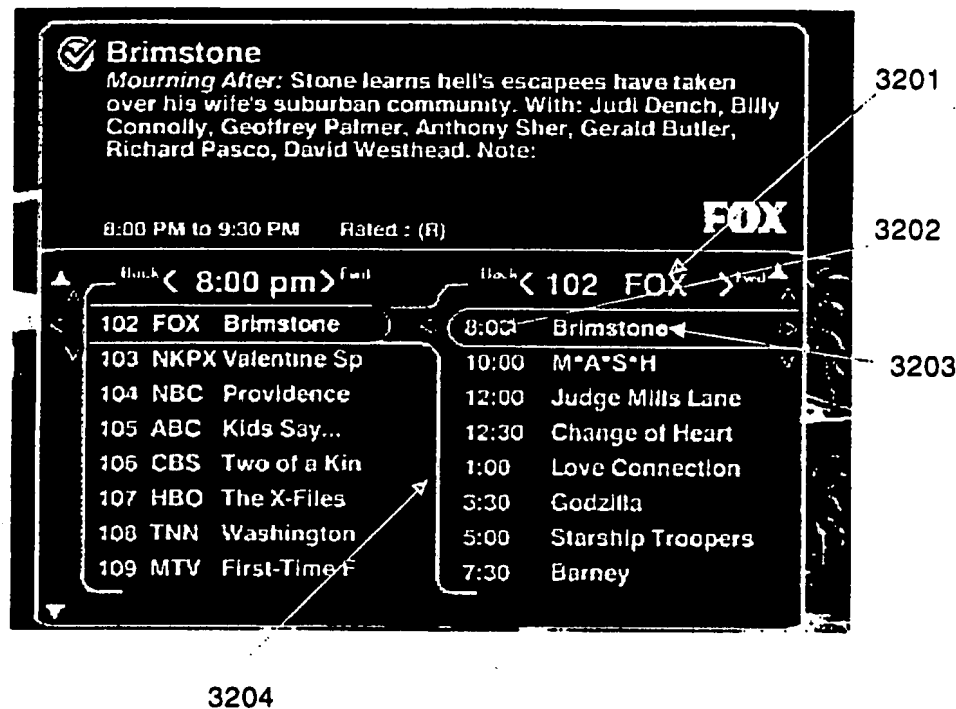 Brimstone
Mourning After: Stone learns hell's escapees have taken
over his wife's suburban community. With: Judi Dench, Billy
Connolly, Geoffrey Palmer, Anthony Sher, Gerald Butler,
Richard Pasco, David Westhead. Note:
8:00 PM to 9:30 PM Rated : (R)
FOX
3201
3202
3203
Back < 8:00 pm > Fwd
102 FOX Brimstone
103 NKPX Valentine Sp
104 NBC Providence
105 ABC Kids Say...
106 CBS Two of a Kin
107 HBO The X-Files
108 TNN Washington
109 MTV First-Time F
Back < 102 FOX > Fwd
8:00 Brimstone
10:00 M*A*S*H
12:00 Judge Mills Lane
12:30 Change of Heart
1:00 Love Connection
3:30 Godzilla
5:00 Starship Troopers
7:30 Barney
3204